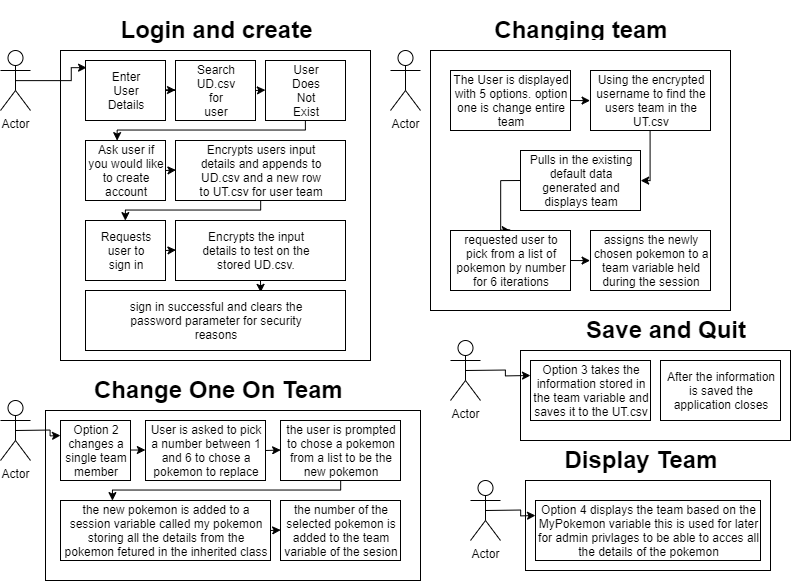 Login and create
Actor
Enter
User
Details
Search
UD.csv
for
user
User
Does
Not
Exist
Ask user if
you would like
to create
account
Encrypts users input
details and appends to
UD.csv and a new row
to UT.csv for user team
Requests
user to
sign in
Encrypts the input
details to test on the
stored UD.csv.
sign in successful and clears the
password parameter for security
reasons
Changing team
Actor
The User is displayed
with 5 options. option
one is change entire
team
Using the encrypted
username to find the
users team in the
UT.csv
Pulls in the existing
default data
generated and
displays team
requested user to
pick from a list of
pokemon by number
for 6 iterations
assigns the newly
chosen pokemon to a
team variable held
during the session
Save and Quit
Actor
Option 3 takes the
information stored in
the team variable and
saves it to the UT.csv
After the information
is saved the
application closes
Change One On Team
Actor
Option 2
changes a
single team
member
User is asked to pick
a number between 1
and 6 to chose a
pokemon to replace
the user is prompted
to chose a pokemon
from a list to be the
new pokemon
the new pokemon is added to a
session variable called my pokemon
storing all the details from the
pokemon fetured in the inherited class
the number of the
selected pokemon is
added to the team
variable of the sesion
Display Team
Actor
Option 4 displays the team based on the
MyPokemon variable this is used for later
for admin privlages to be able to acces all
the details of the pokemon